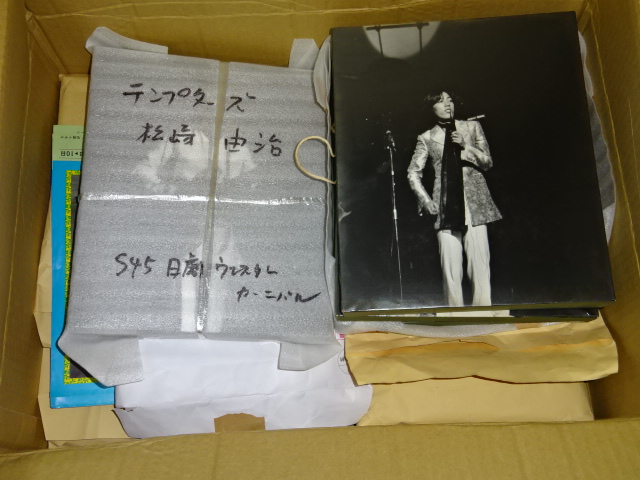 テンプターズ
松崎 由治
S45 日劇 ウエスタン
カーニバル